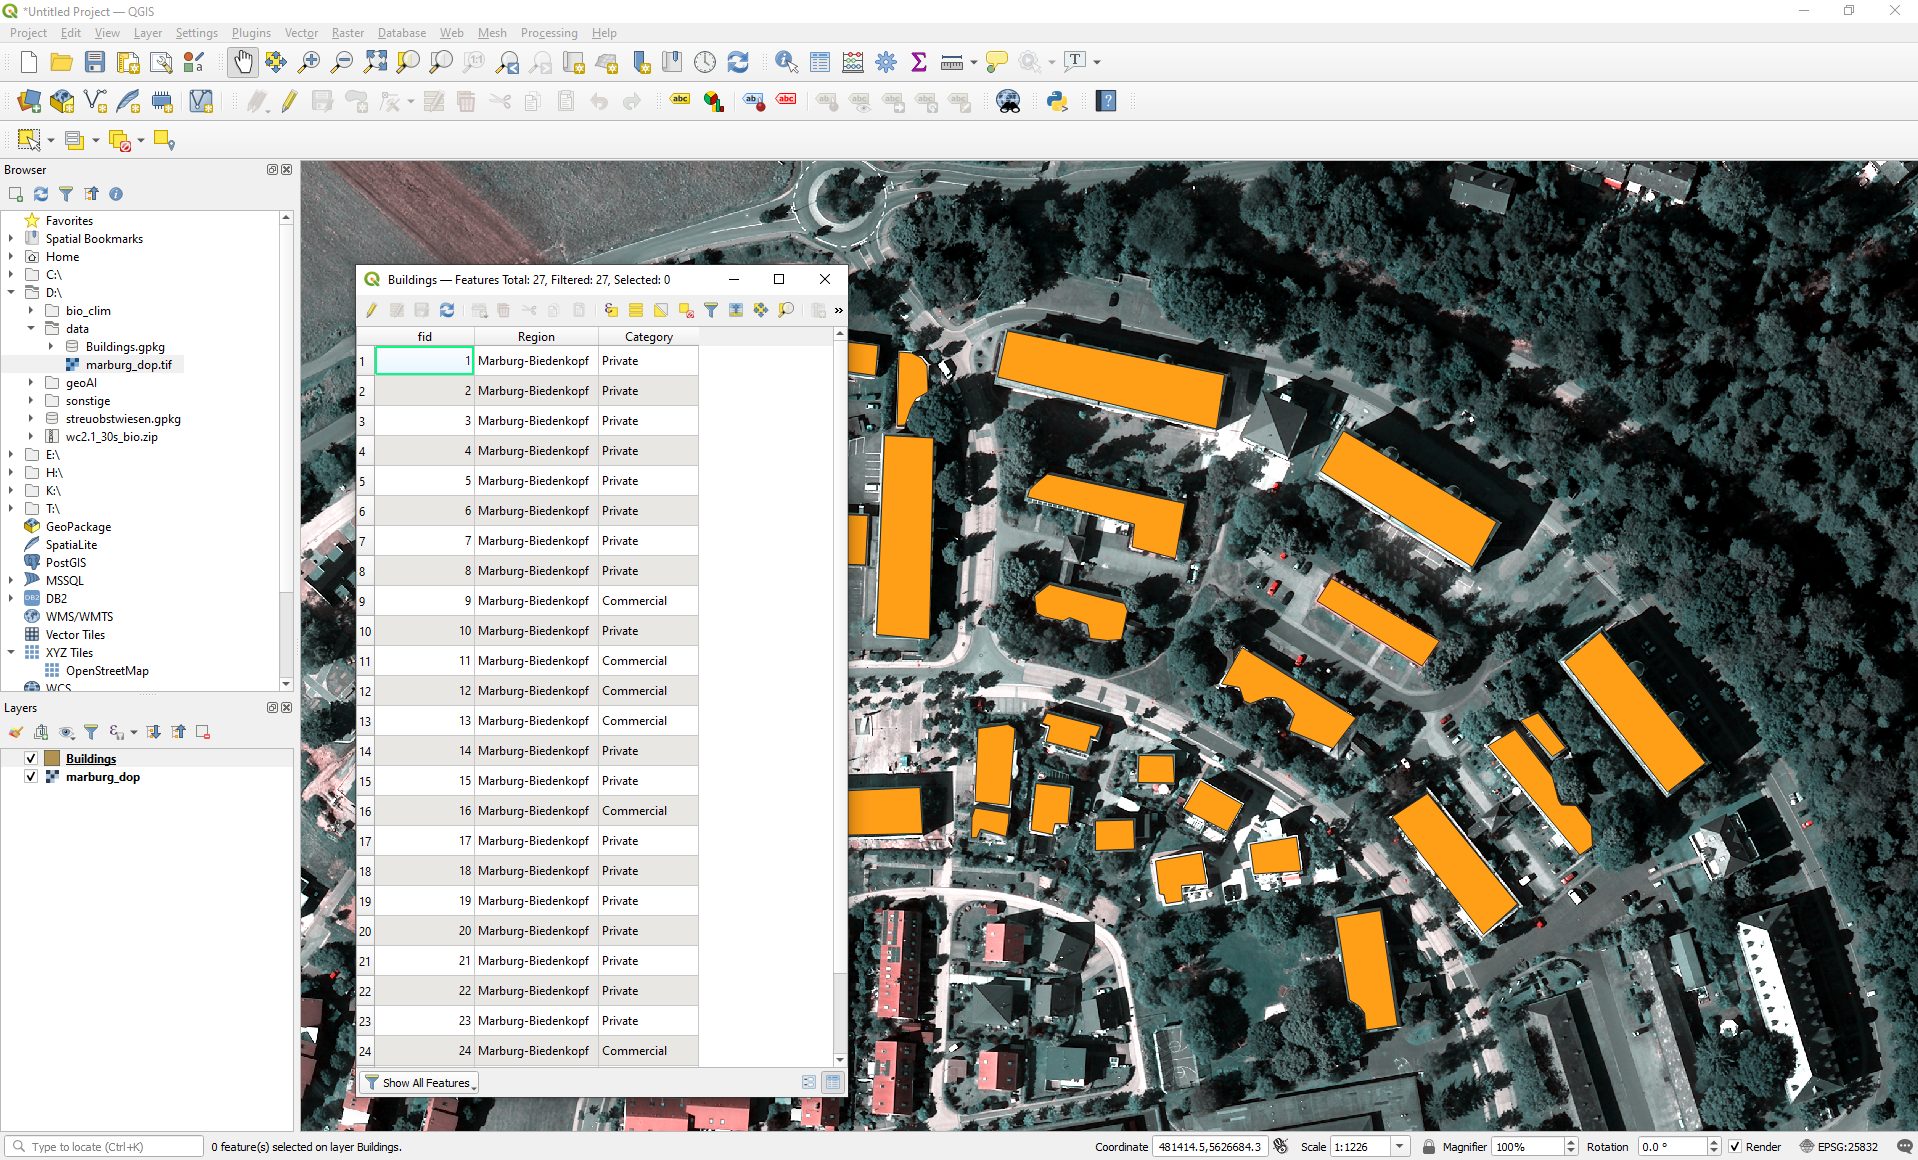 *Untitled Project — QGIS
Project Edit View Layer Settings Plugins Vector Raster Database Web Mesh Processing Help
Browser
Favorites
Spatial Bookmarks
Home
C:\
D:\
bio_clim
data
Buildings.gpkg
marburg_dop.tif
geoAI
sonstige
streuobstwiesen.gpkg
wc2.1_30s_bio.zip
E:\
H:\
K:\
T:\
GeoPackage
SpatiaLite
PostGIS
MSSQL
DB2
WMS/WMTS
Vector Tiles
XYZ Tiles
OpenStreetMap
WCS
Layers
Buildings
marburg_dop
Buildings — Features Total: 27, Filtered: 27, Selected: 0
fid Region Category
1 1 Marburg-Biedenkopf Private
2 2 Marburg-Biedenkopf Private
3 3 Marburg-Biedenkopf Private
4 4 Marburg-Biedenkopf Private
5 5 Marburg-Biedenkopf Private
6 6 Marburg-Biedenkopf Private
7 7 Marburg-Biedenkopf Private
8 8 Marburg-Biedenkopf Private
9 9 Marburg-Biedenkopf Commercial
10 10 Marburg-Biedenkopf Private
11 11 Marburg-Biedenkopf Commercial
12 12 Marburg-Biedenkopf Commercial
13 13 Marburg-Biedenkopf Commercial
14 14 Marburg-Biedenkopf Private
15 15 Marburg-Biedenkopf Private
16 16 Marburg-Biedenkopf Commercial
17 17 Marburg-Biedenkopf Private
18 18 Marburg-Biedenkopf Private
19 19 Marburg-Biedenkopf Private
20 20 Marburg-Biedenkopf Private
21 21 Marburg-Biedenkopf Private
22 22 Marburg-Biedenkopf Private
23 23 Marburg-Biedenkopf Private
24 24 Marburg-Biedenkopf Commercial
Show All Features
Type to locate (Ctrl+K) 0 feature(s) selected on layer Buildings. Coordinate 481414.5,5626684.3 Scale 1:1226 Magnifier 100% Rotation 0.0 ° Render EPSG:25832